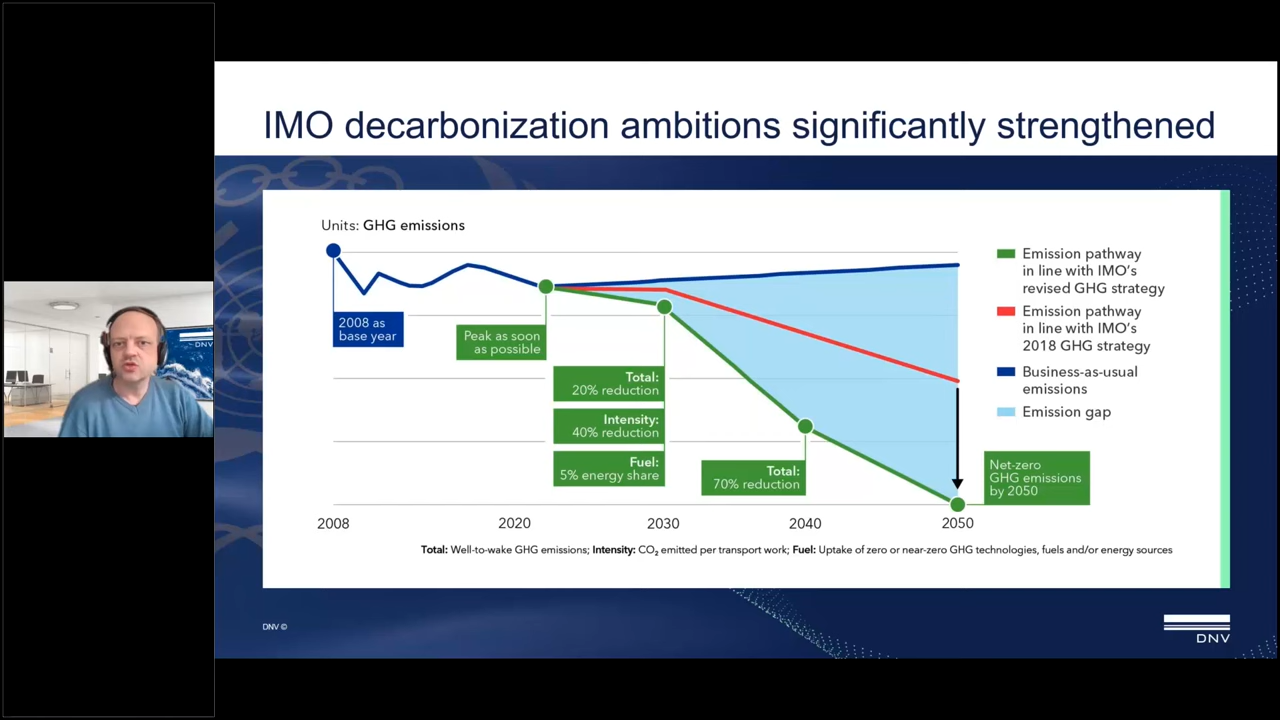 IMO decarbonization ambitions significantly strengthened
Units: GHG emissions
2008 as
base year
Peak as soon
as possible
Total:
20% reduction
Intensity:
40% reduction
Fuel:
5% energy share
Total:
70% reduction
Net-zero
GHG emissions
by 2050
Emission pathway
in line with IMO's
revised GHG strategy
Emission pathway
in line with IMO's
2018 GHG strategy
Business-as-usual
emissions
Emission gap
2008 2020 2030 2040 2050
Total: Well-to-wake GHG emissions; Intensity: CO₂ emitted per transport work; Fuel: Uptake of zero or near-zero GHG technologies, fuels and/or energy sources
DNV ©
DNV
DNV